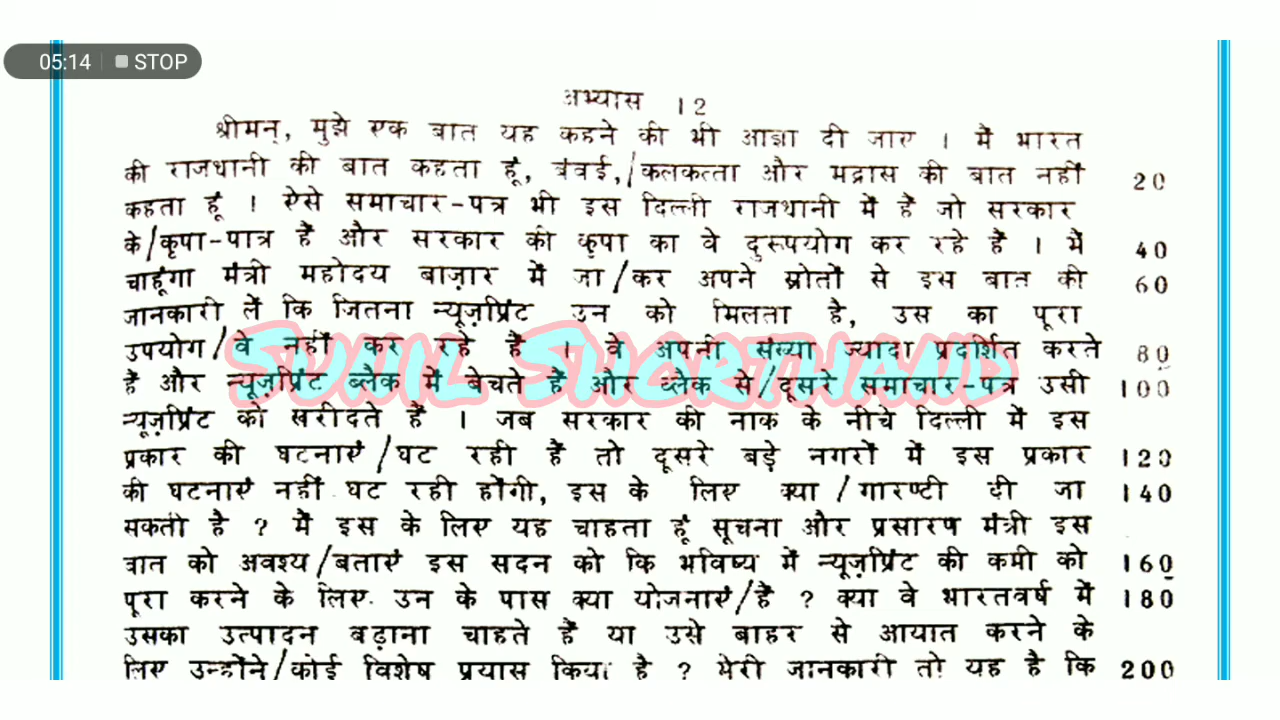 05:14 STOP
अभ्यास 12
श्रीमन्, मुझे एक बात यह कहने की भी आज्ञा दी जाए । मैं भारत
की राजधानी की बात कहता हूं, बंबई,/कलकत्ता और मद्रास की बात नहीं 20
कहता हूं । ऐसे समाचार-पत्र भी इस दिल्ली राजधानी में हैं जो सरकार
के/कृपा-पात्र हैं और सरकार की कृपा का वे दुरूपयोग कर रहे हैं । मैं 40
चाहूंगा मंत्री महोदय बाज़ार में जा/कर अपने स्रोतों से इस बात की 60
जानकारी लें कि जितना न्यूज़प्रिंट उन को मिलता है, उस का पूरा
उपयोग/वे नहीं कर रहे हैं । वे अपनी संख्या ज्यादा प्रदर्शित करते 80
SUNIL SHORTHAND
हैं और न्यूज़प्रिंट ब्लैक में बेचते हैं और ब्लैक से/दूसरे समाचार-पत्र उसी 100
न्यूज़प्रिंट को खरीदते हैं । जब सरकार की नाक के नीचे दिल्ली में इस
प्रकार की घटनाएं/घट रही हैं तो दूसरे बड़े नगरों में इस प्रकार 120
की घटनाएं नहीं घट रही होंगी, इस के लिए क्या/गारण्टी दी जा 140
सकती है ? मैं इस के लिए यह चाहता हूं सूचना और प्रसारण मंत्री इस
बात को अवश्य/बताएं इस सदन को कि भविष्य में न्यूज़प्रिंट की कमी को 160
पूरा करने के लिए उन के पास क्या योजनाएं/हैं ? क्या वे भारतवर्ष में 180
उसका उत्पादन बढ़ाना चाहते हैं या उसे बाहर से आयात करने के
लिए उन्होंने/कोई विशेष प्रयास किया है ? मेरी जानकारी तो यह है कि 200